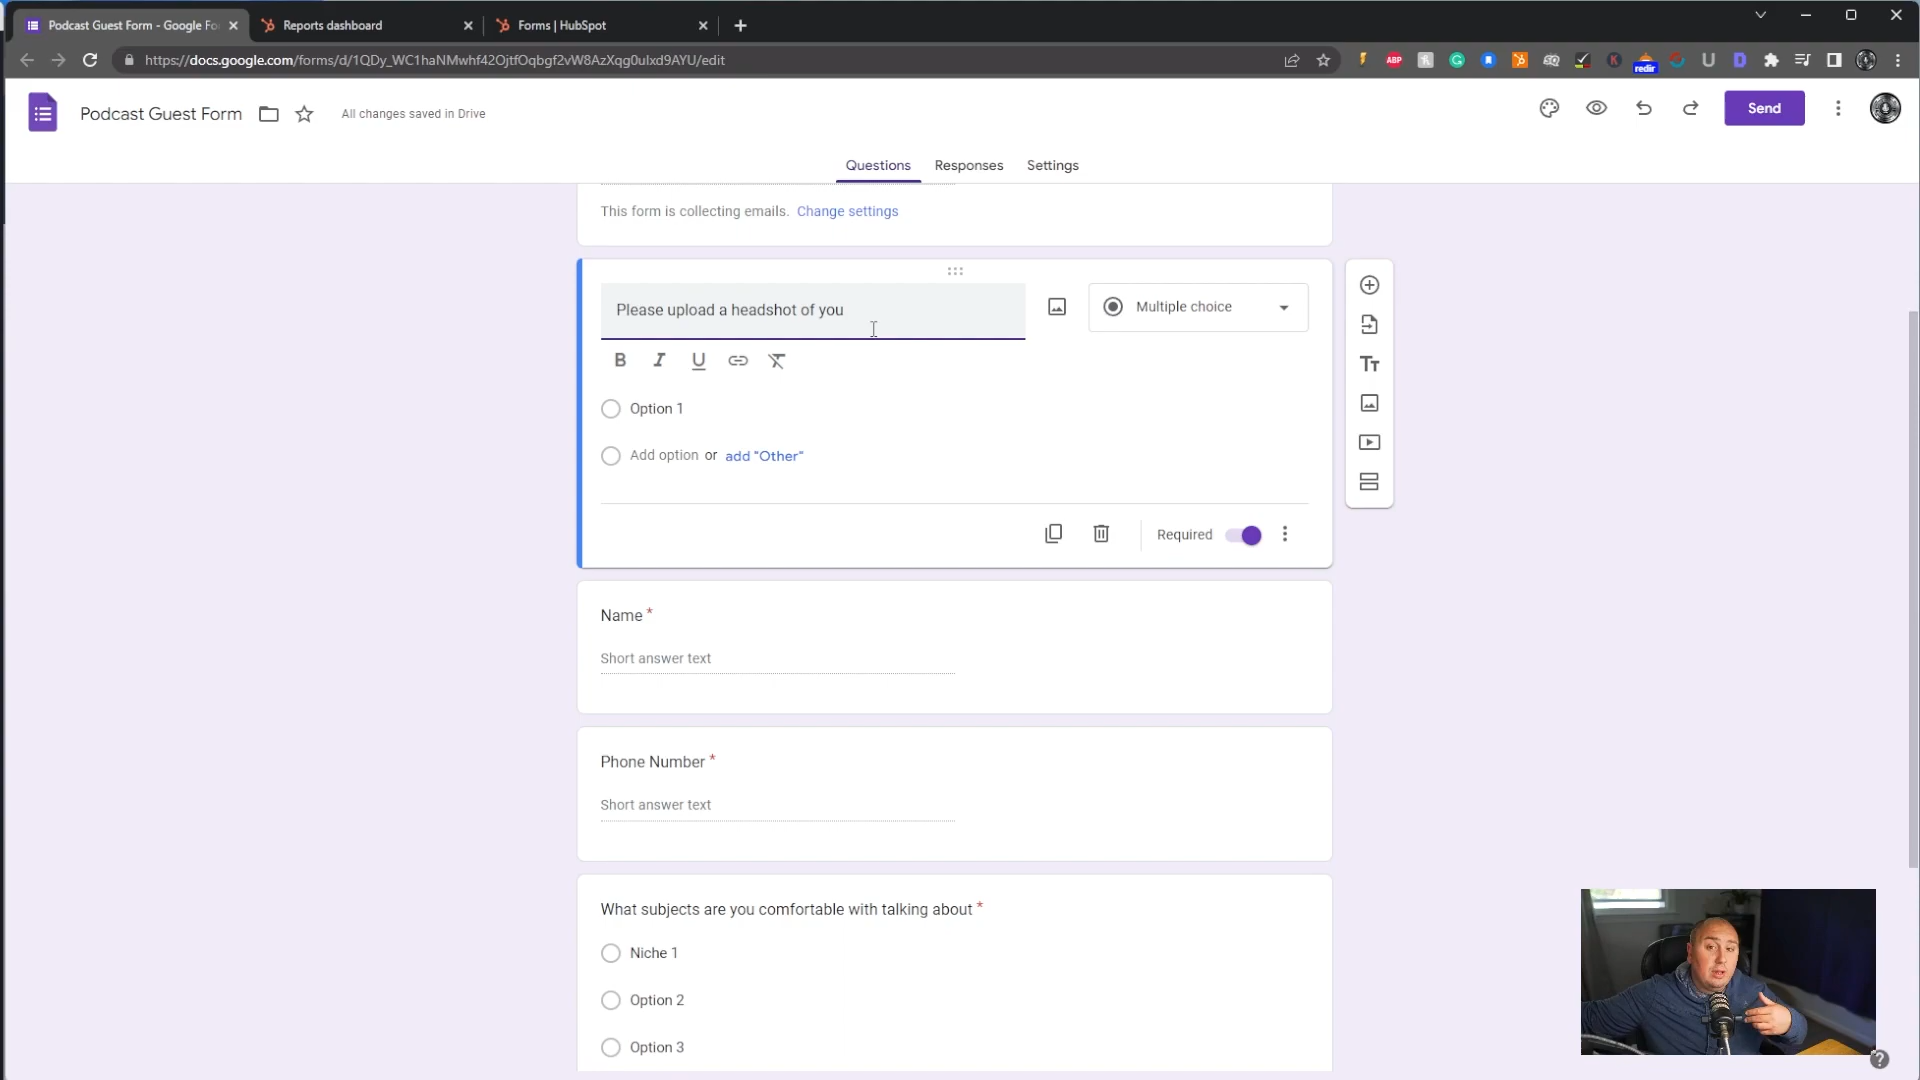 Podcast Guest Form - Google Fo
Reports dashboard
Forms | HubSpot
https://docs.google.com/forms/d/1QDy_WC1haNMwhf42OjtfOqbgf2vW8AzXqg0uIxd9AYU/edit
ABP
redir
Podcast Guest Form
All changes saved in Drive
Send
Questions
Responses
Settings
This form is collecting emails. Change settings
Please upload a headshot of you
Multiple choice
Option 1
Add option or add "Other"
Required
Name *
Short answer text
Phone Number *
Short answer text
What subjects are you comfortable with talking about *
Niche 1
Option 2
Option 3